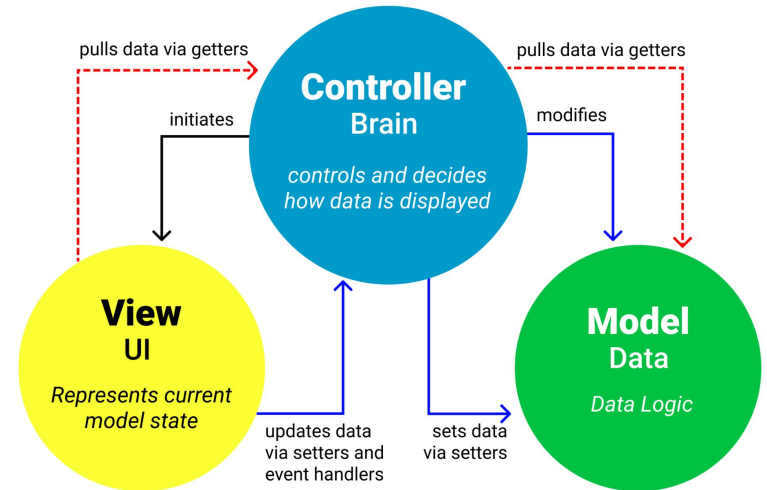 pulls data via getters
pulls data via getters
Controller
Brain
initiates
modifies
controls and decides
how data is displayed
View
UI
Represents current
model state
Model
Data
Data Logic
updates data
via setters and
event handlers
sets data
via setters